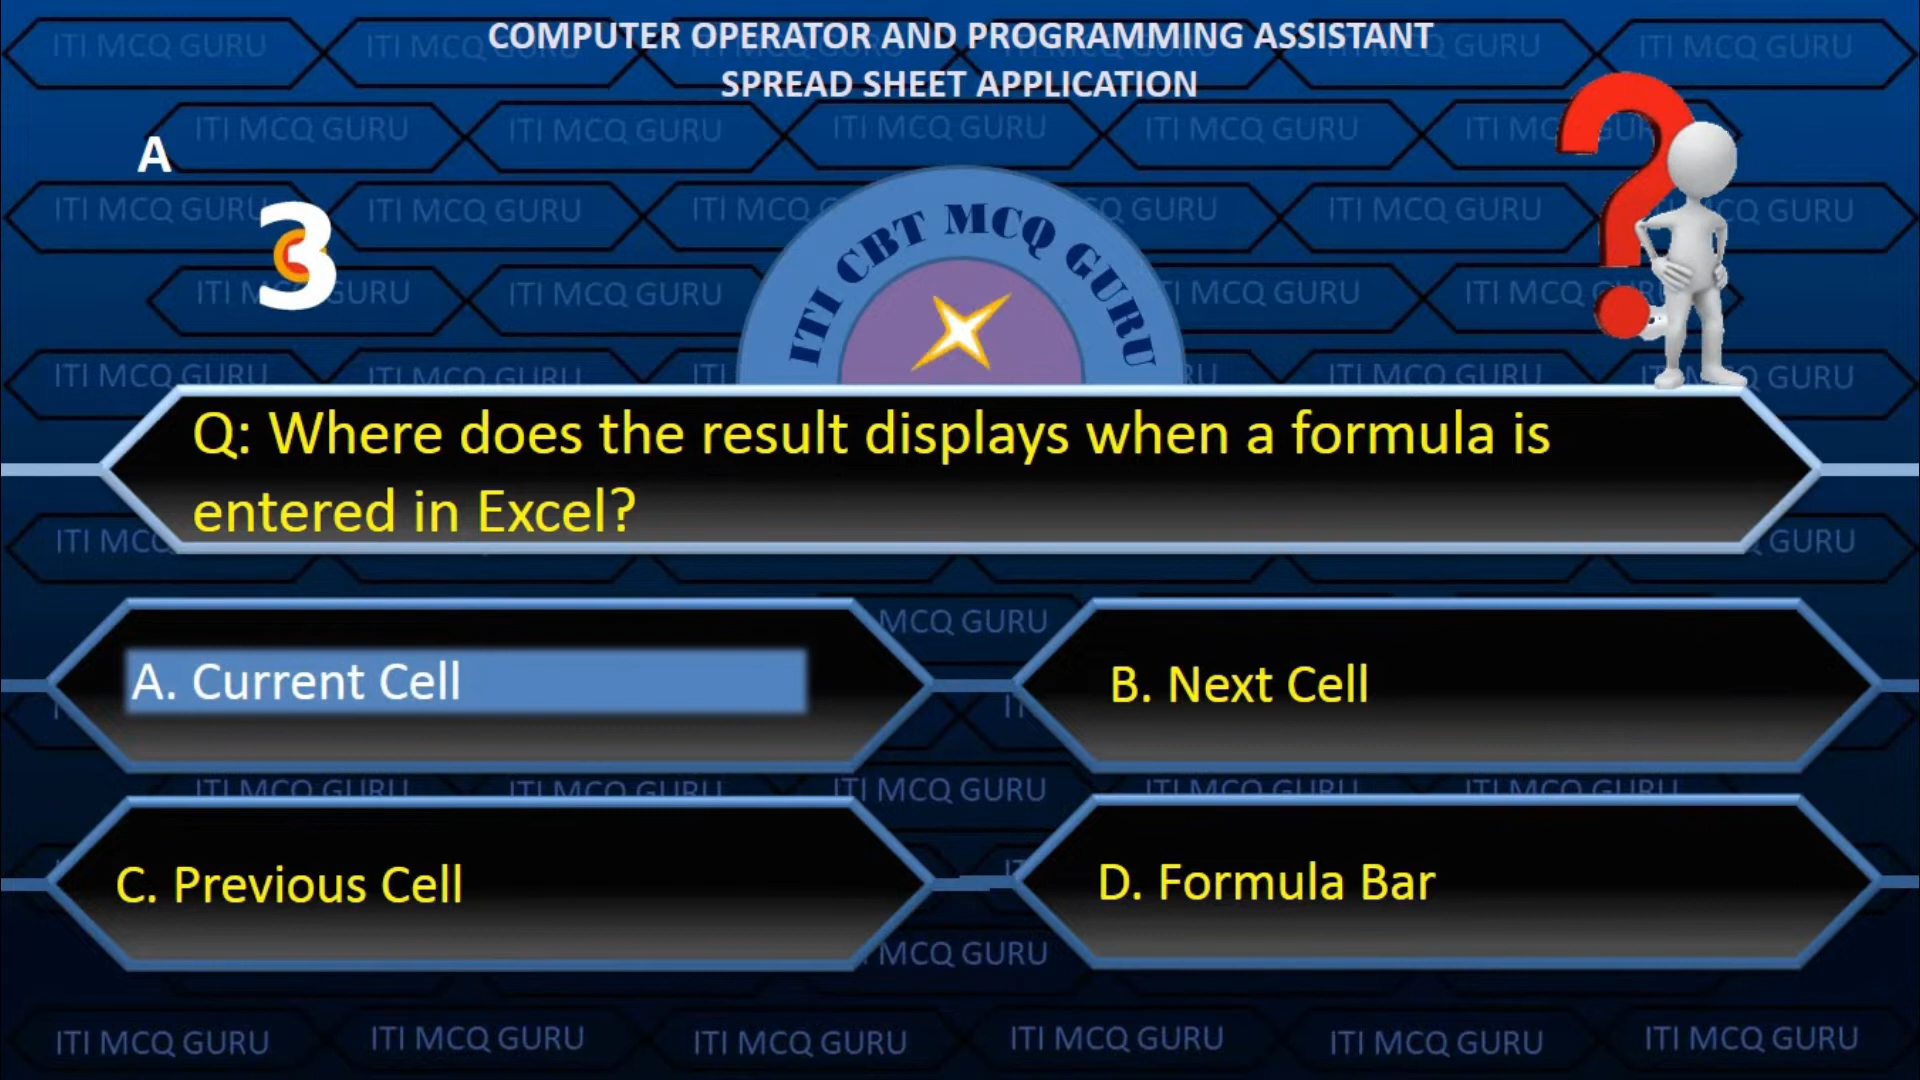 COMPUTER OPERATOR AND PROGRAMMING ASSISTANT
SPREAD SHEET APPLICATION
A
3
ITI CBT MCQ GURU
Q: Where does the result displays when a formula is
entered in Excel?
A. Current Cell
B. Next Cell
C. Previous Cell
D. Formula Bar
ITI MCQ GURU ITI MCQ GURU ITI MCQ GURU ITI MCQ GURU ITI MCQ GURU ITI MCQ GURU